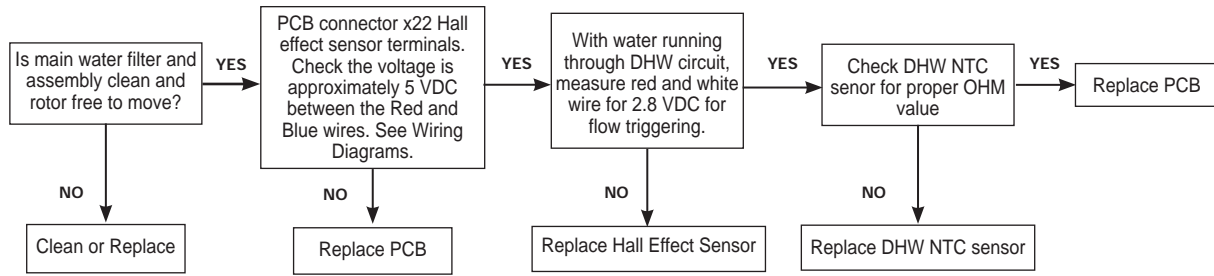 Is main water filter and
assembly clean and
rotor free to move?
YES
NO
Clean or Replace
PCB connector x22 Hall
effect sensor terminals.
Check the voltage is
approximately 5 VDC
between the Red and
Blue wires. See Wiring
Diagrams.
YES
NO
Replace PCB
With water running
through DHW circuit,
measure red and white
wire for 2.8 VDC for
flow triggering.
YES
NO
Replace Hall Effect Sensor
Check DHW NTC
senor for proper OHM
value
YES
NO
Replace DHW NTC sensor
Replace PCB